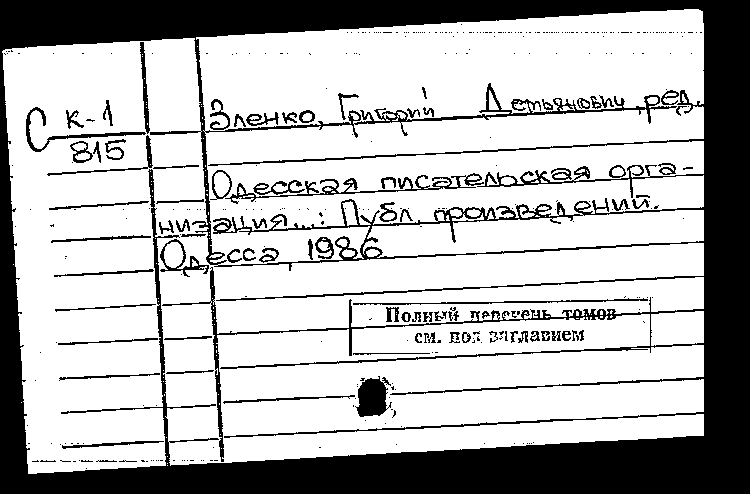 С К-1
815
Зленко, Григорий Демьянович, ред.
Одесская писательская орга-
низация...: Публ. произведений.
Одесса, 1986
Полный перечень томов
см. под заглавием